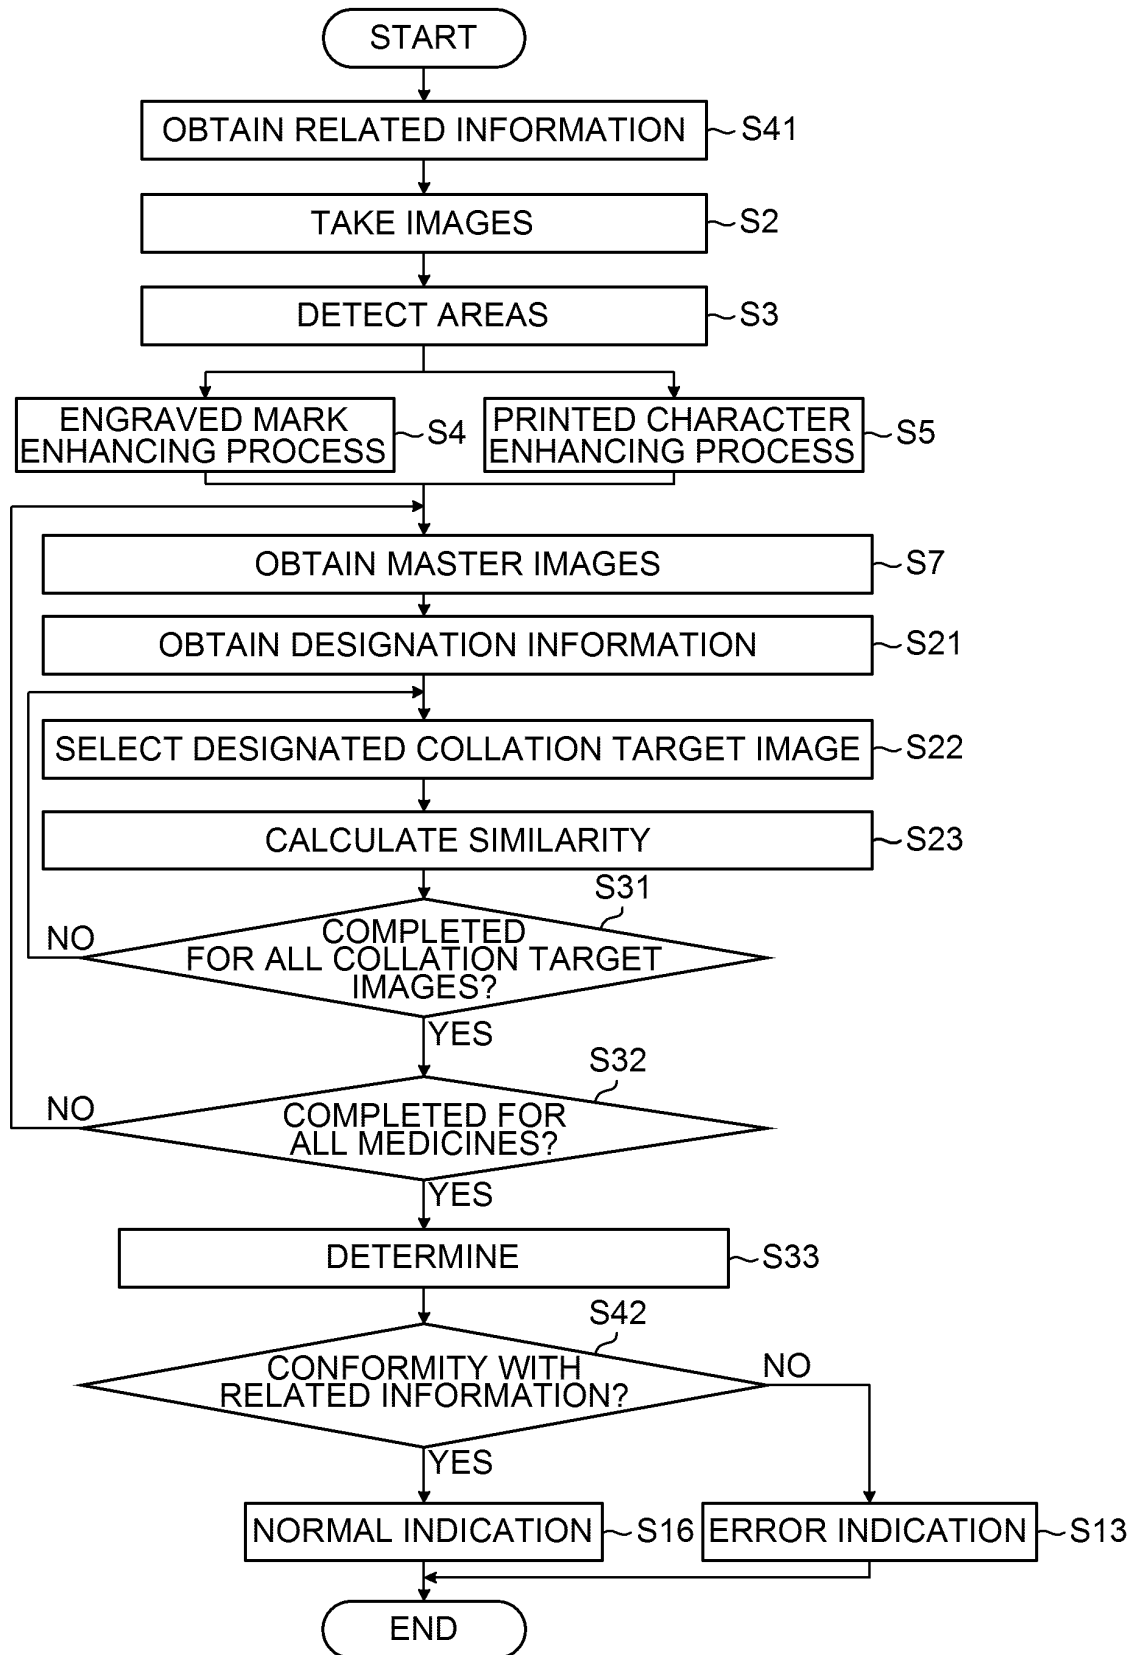 START
OBTAIN RELATED INFORMATION
S41
TAKE IMAGES
S2
DETECT AREAS
S3
ENGRAVED MARK
ENHANCING PROCESS
S4
PRINTED CHARACTER
ENHANCING PROCESS
S5
OBTAIN MASTER IMAGES
S7
OBTAIN DESIGNATION INFORMATION
S21
SELECT DESIGNATED COLLATION TARGET IMAGE
S22
CALCULATE SIMILARITY
S23
S31
NO
COMPLETED
FOR ALL COLLATION TARGET
IMAGES?
YES
S32
NO
COMPLETED FOR
ALL MEDICINES?
YES
DETERMINE
S33
S42
CONFORMITY WITH
RELATED INFORMATION?
NO
YES
NORMAL INDICATION
S16
ERROR INDICATION
S13
END